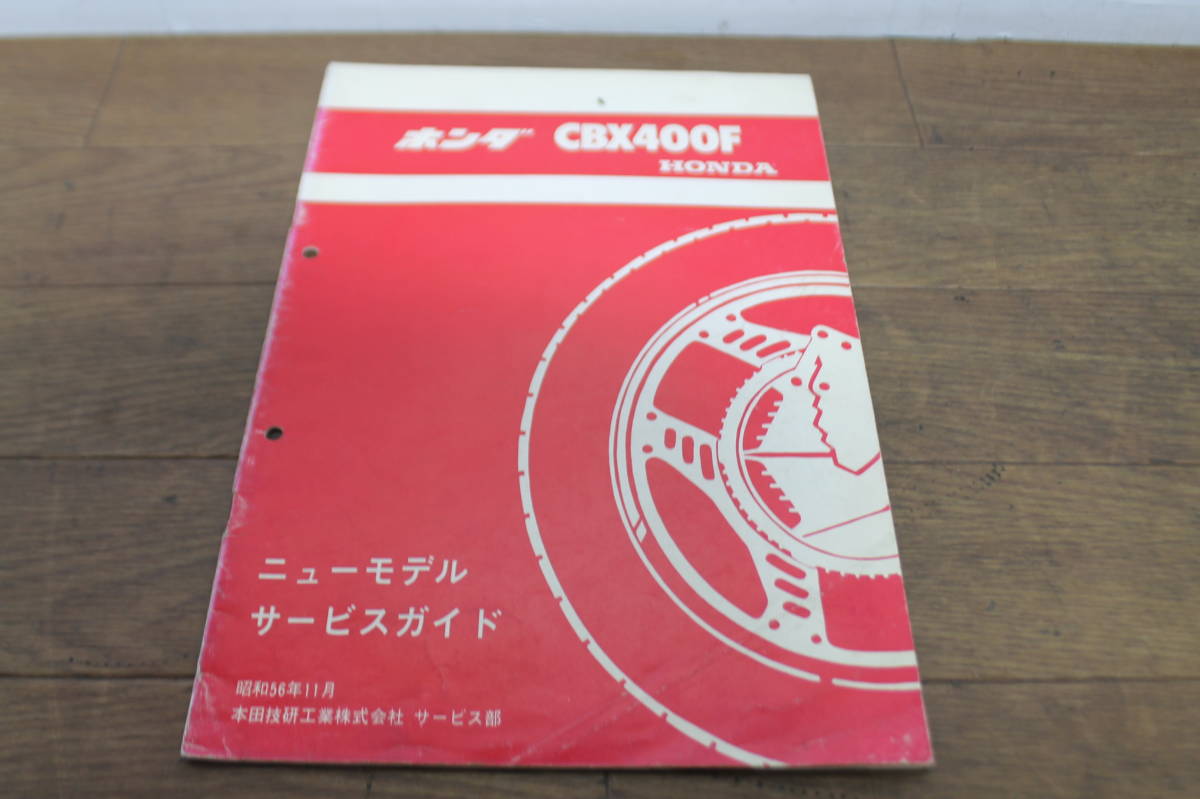 ホンダ CBX400F
HONDA
ニューモデル
サービスガイド
昭和56年11月
本田技研工業株式会社 サービス部